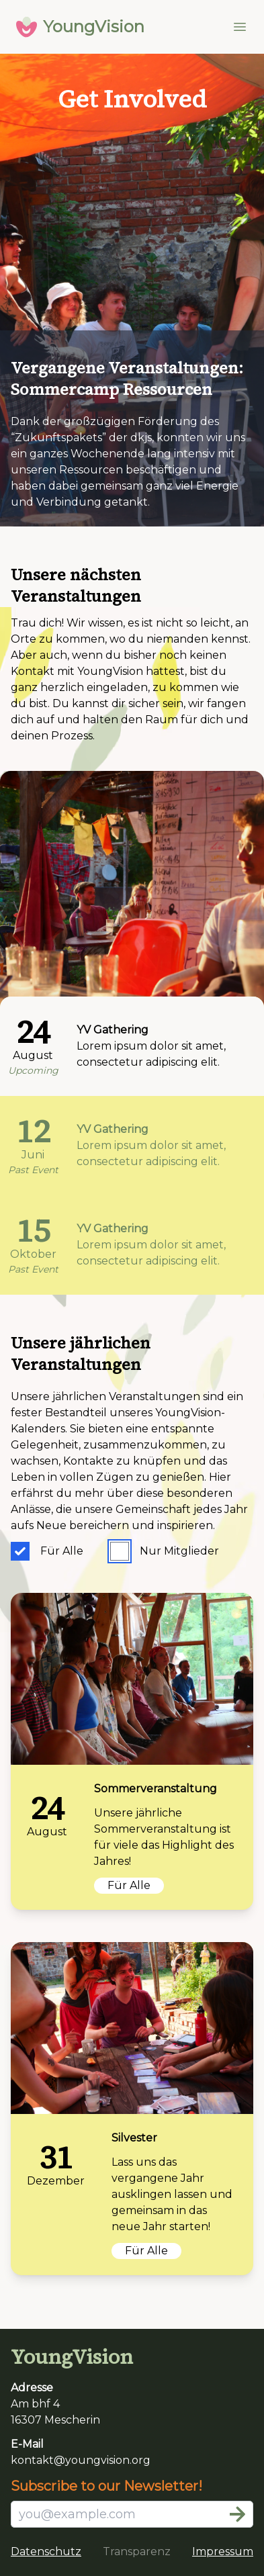 YoungVision
Get Involved
Vergangene Veranstaltungen:
Sommercamp Ressourcen
Dank der großzügigen Förderung des
“Zukunftspakets” der dkjs, konnten wir uns
ein ganzes Wochenende lang intensiv mit
unseren Ressourcen beschäftigen und
haben dabei gemeinsam ganz viel Energie
und Verbindung getankt.
Unsere nächsten
Veranstaltungen
Trau dich! Wir wissen, es ist nicht so leicht, an
Orte zu kommen, wo du niemanden kennst.
Aber auch, wenn du bisher noch keinen
Kontakt mit YoungVision hattest, bist du
ganz herzlich eingeladen, zu kommen wie
du bist. Du kannst dir sicher sein, wir fangen
dich auf und halten den Raum für dich und
deinen Prozess.
24
August
Upcoming
YV Gathering
Lorem ipsum dolor sit amet,
consectetur adipiscing elit.
12
Juni
Past Event
YV Gathering
Lorem ipsum dolor sit amet,
consectetur adipiscing elit.
15
Oktober
Past Event
YV Gathering
Lorem ipsum dolor sit amet,
consectetur adipiscing elit.
Unsere jährlichen
Veranstaltungen
Unsere jährlichen Veranstaltungen sind ein
fester Bestandteil unseres YoungVision-
Kalenders. Sie bieten eine entspannte
Gelegenheit, zusammenzukommen, zu
wachsen, Kontakte zu knüpfen und das
Leben in vollen Zügen zu genießen. Hier
erfährst du mehr über diese besonderen
Anlässe, die unsere Gemeinschaft jedes Jahr
aufs Neue bereichern und inspirieren.
Für Alle Nur Mitglieder
24
August
Sommerveranstaltung
Unsere jährliche
Sommerveranstaltung ist
für viele das Highlight des
Jahres!
Für Alle
31
Dezember
Silvester
Lass uns das
vergangene Jahr
ausklingen lassen und
gemeinsam in das
neue Jahr starten!
Für Alle
YoungVision
Adresse
Am bhf 4
16307 Mescherin
E-Mail
kontakt@youngvision.org
Subscribe to our Newsletter!
you@example.com
Datenschutz Transparenz Impressum